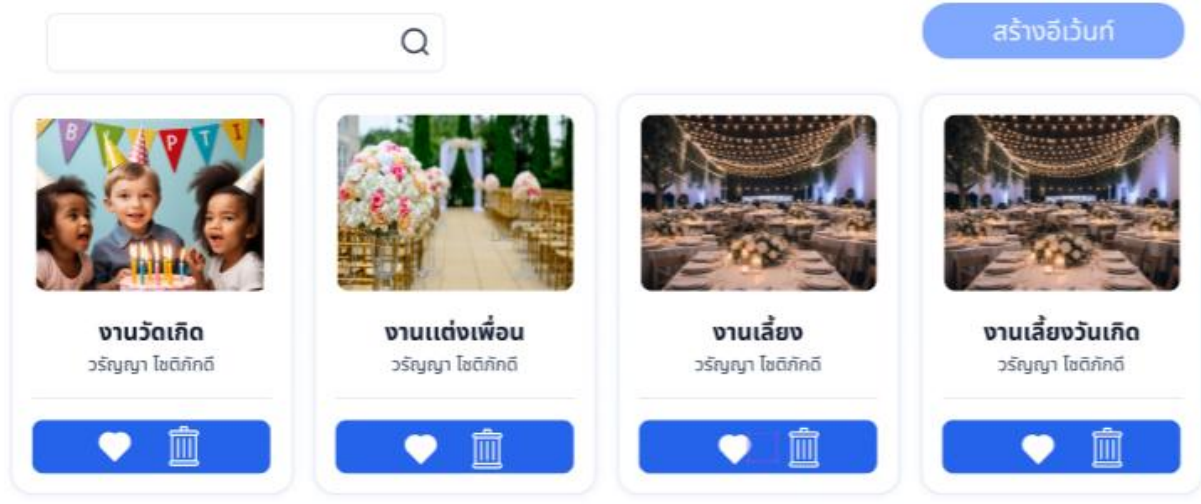 สร้างอีเว้นท์
B P T I
งานวัดเกิด
วรัญญา โชติภักดี
งานแต่งเพื่อน
วรัญญา โชติภักดี
งานเลี้ยง
วรัญญา โชติภักดี
งานเลี้ยงวันเกิด
วรัญญา โชติภักดี